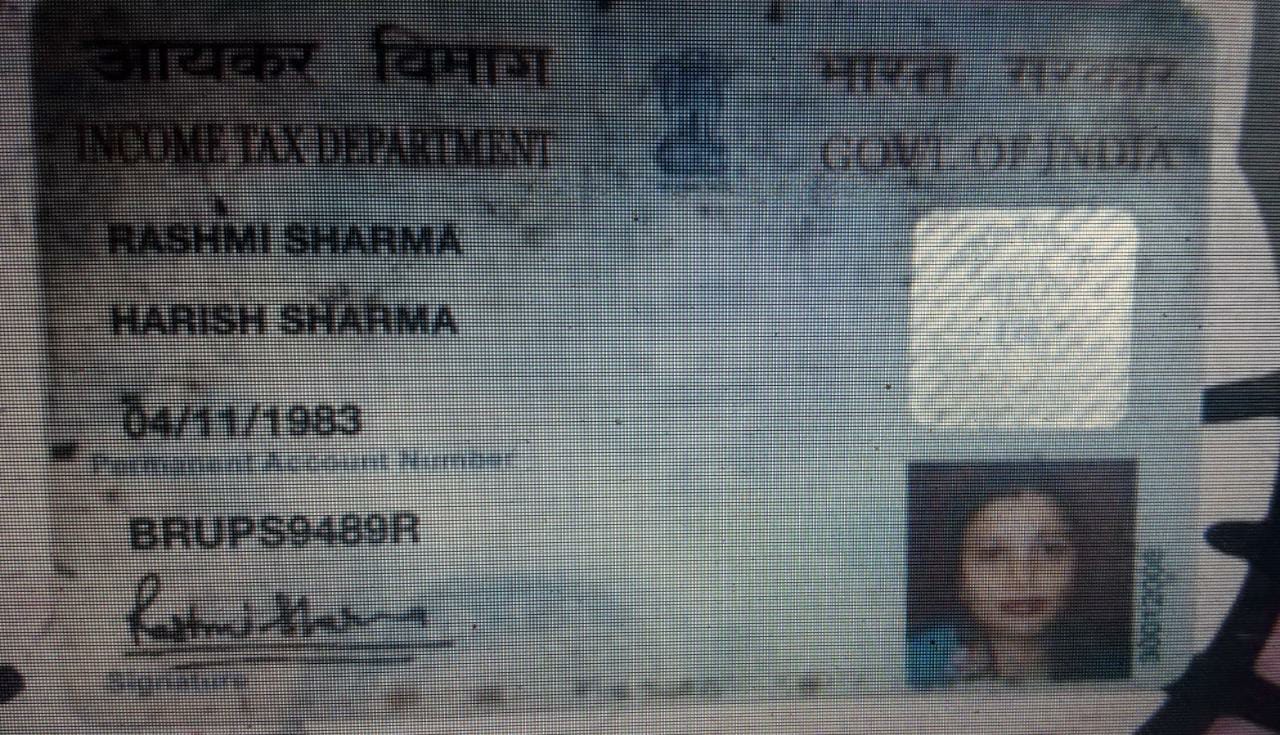 आयकर विभाग
भारत सरकार
INCOME TAX DEPARTMENT
GOVT. OF INDIA
RASHMI SHARMA
HARISH SHARMA
04/11/1983
Permanent Account Number
BRUPS9489R
Rashmi Sharma
Signature